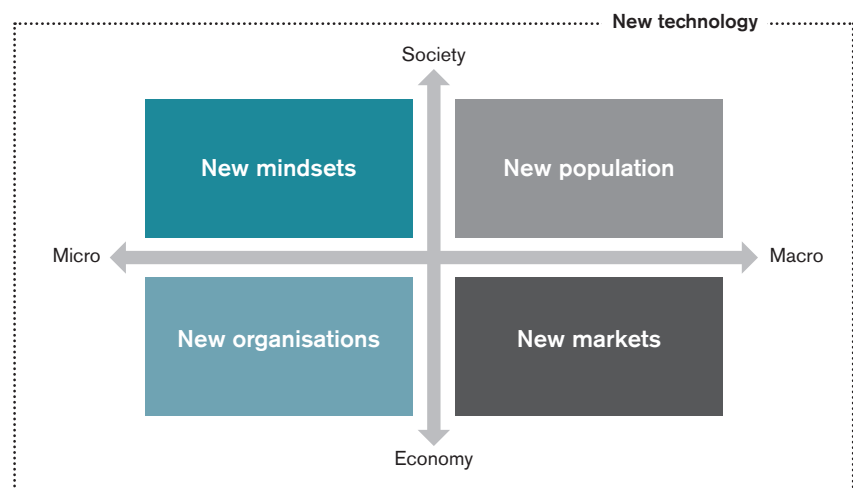 New technology
Society
New mindsets
New population
Micro
Macro
New organisations
New markets
Economy